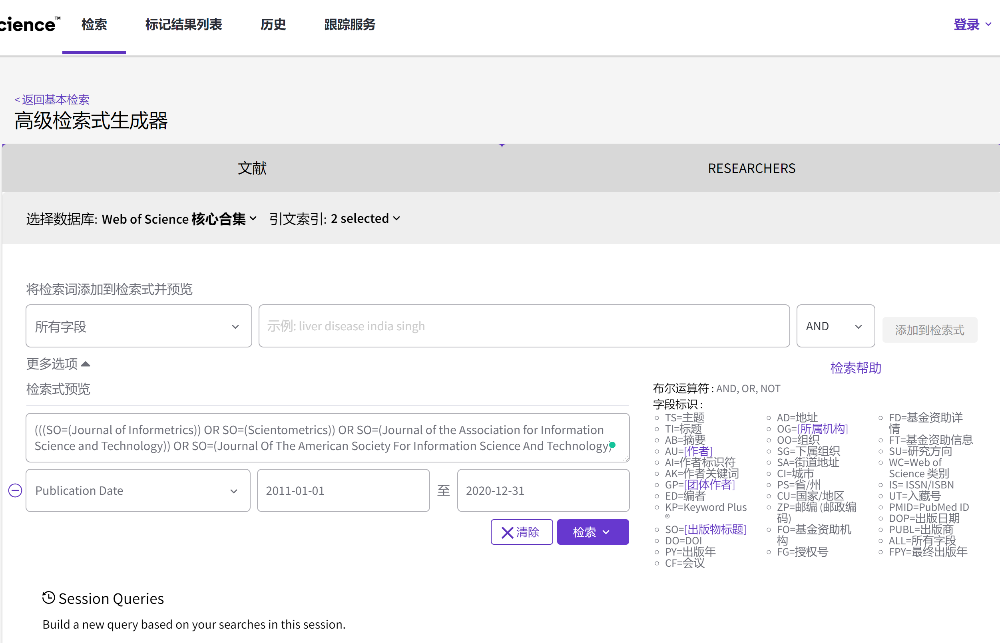 cience™ 检索 标记结果列表 历史 跟踪服务 登录
< 返回基本检索
高级检索式生成器
文献 RESEARCHERS
选择数据库: Web of Science 核心合集 引文索引: 2 selected
将检索词添加到检索式并预览
所有字段 示例: liver disease india singh AND 添加到检索式
更多选项
检索帮助
检索式预览
(((SO=(Journal of Informetrics)) OR SO=(Scientometrics)) OR SO=(Journal of the Association for Information
Science and Technology)) OR SO=(Journal Of The American Society For Information Science And Technology)
Publication Date 2011-01-01 至 2020-12-31
清除 检索
布尔运算符 : AND, OR, NOT
字段标识 :
TS=主题
TI=标题
AB=摘要
AU=[作者]
AI=作者标识符
AK=作者关键词
GP=[团体作者]
ED=编者
KP=Keyword Plus
®
SO=[出版物标题]
DO=DOI
PY=出版年
CF=会议
AD=地址
OG=[所属机构]
OO=组织
SG=下属组织
SA=街道地址
CI=城市
PS=省/州
CU=国家/地区
ZP=邮编 (邮政编
码)
FO=基金资助机
构
FG=授权号
FD=基金资助详
情
FT=基金资助信息
SU=研究方向
WC=Web of
Science 类别
IS= ISSN/ISBN
UT=入藏号
PMID=PubMed ID
DOP=出版日期
PUBL=出版商
ALL=所有字段
FPY=最终出版年
Session Queries
Build a new query based on your searches in this session.